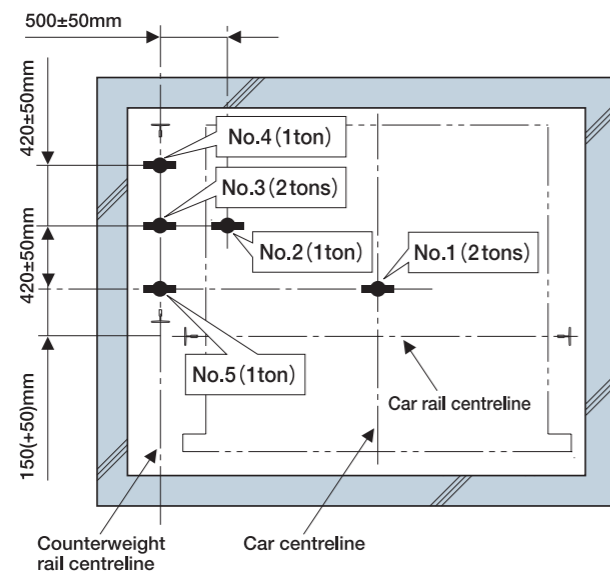 500±50mm
420±50mm
420±50mm
150(+50)mm
No.4 (1ton)
No.3 (2tons)
No.2 (1ton)
No.1 (2tons)
No.5 (1ton)
Car rail centreline
Counterweight
rail centreline
Car centreline